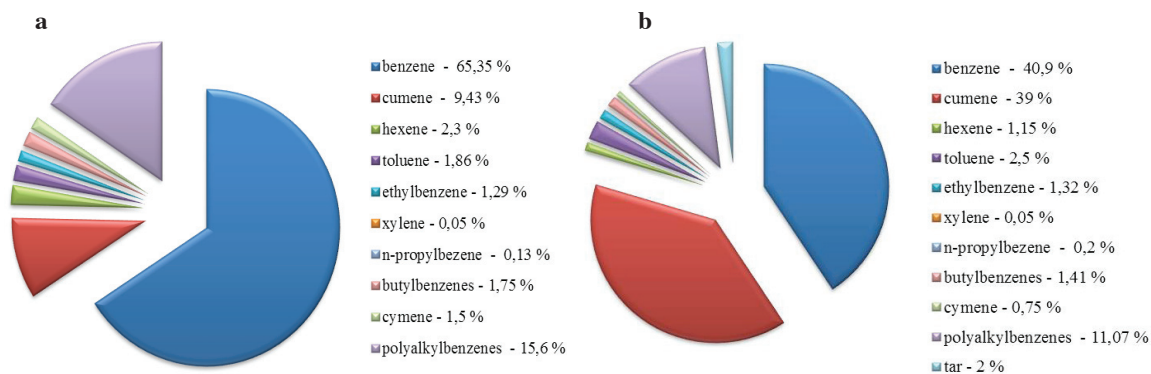 a
benzene - 65,35 %
cumene - 9,43 %
hexene - 2,3 %
toluene - 1,86 %
ethylbenzene - 1,29 %
xylene - 0,05 %
n-propylbezene - 0,13 %
butylbenzenes - 1,75 %
cymene - 1,5 %
polyalkylbenzenes - 15,6 %
b
benzene - 40,9 %
cumene - 39 %
hexene - 1,15 %
toluene - 2,5 %
ethylbenzene - 1,32 %
xylene - 0,05 %
n-propylbezene - 0,2 %
butylbenzenes - 1,41 %
cymene - 0,75 %
polyalkylbenzenes - 11,07 %
tar - 2 %